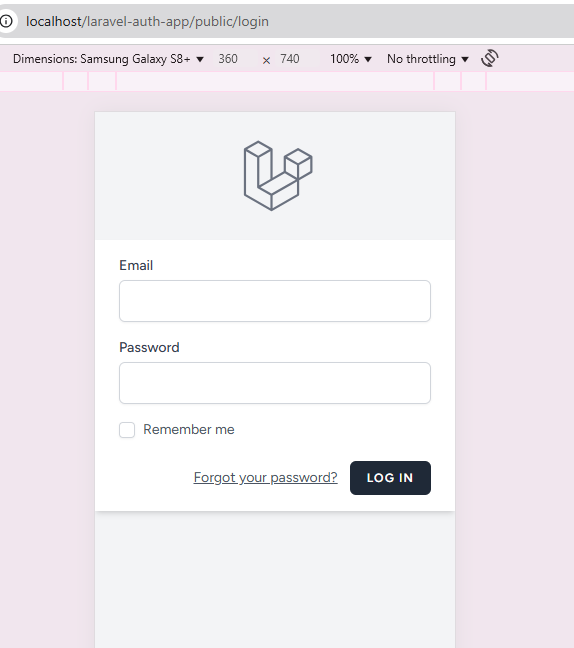 localhost/laravel-auth-app/public/login
Dimensions: Samsung Galaxy S8+ 360 × 740 100% No throttling
Email
Password
Remember me
Forgot your password? LOG IN